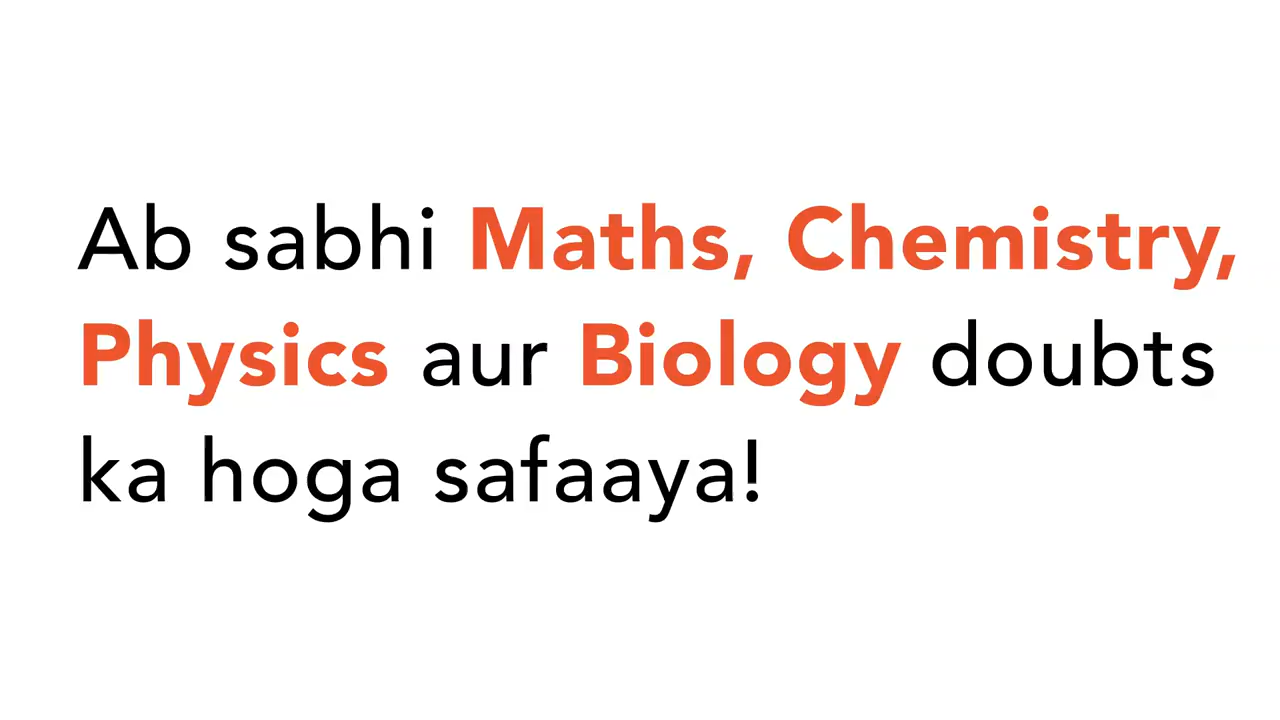 Ab sabhi Maths, Chemistry,
Physics aur Biology doubts
ka hoga safaaya!